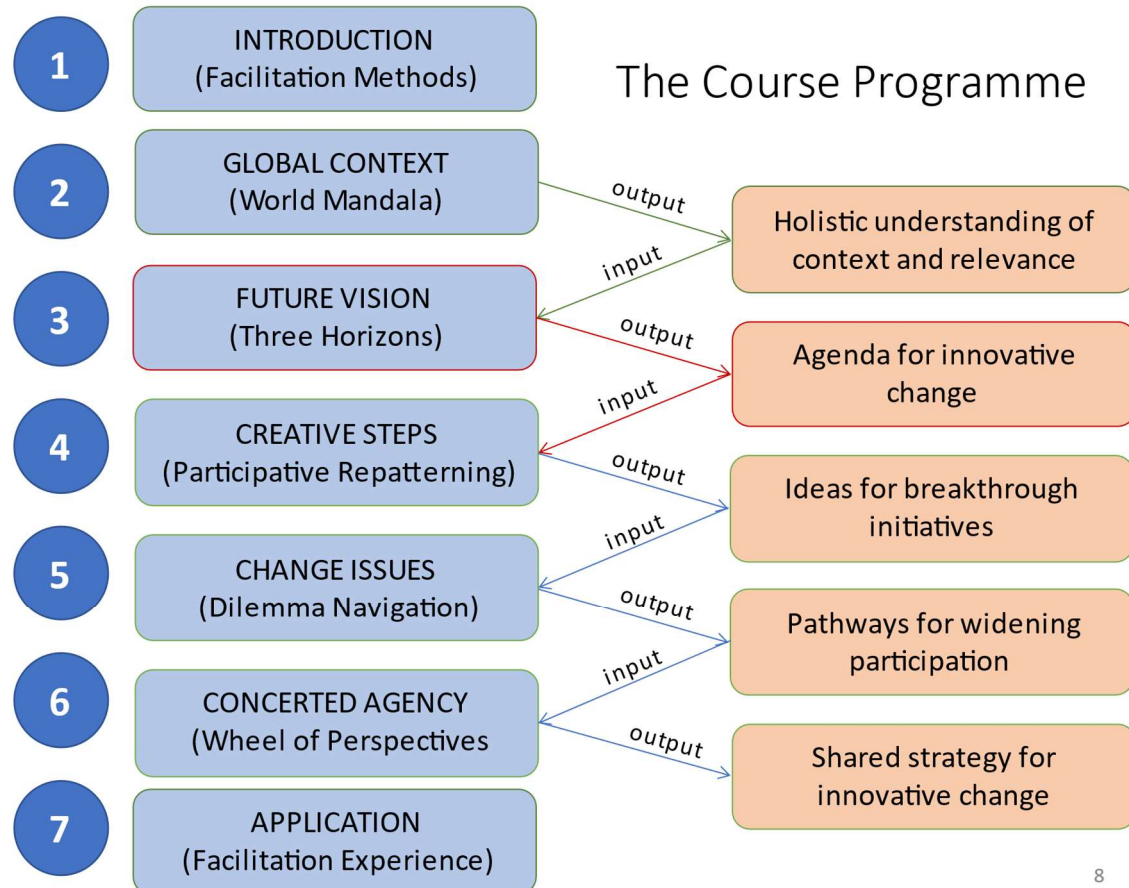 The Course Programme
1
INTRODUCTION
(Facilitation Methods)
2
GLOBAL CONTEXT
(World Mandala)
output
Holistic understanding of
context and relevance
input
3
FUTURE VISION
(Three Horizons)
output
Agenda for innovative
change
input
4
CREATIVE STEPS
(Participative Repatterning)
output
Ideas for breakthrough
initiatives
input
5
CHANGE ISSUES
(Dilemma Navigation)
output
Pathways for widening
participation
input
6
CONCERTED AGENCY
(Wheel of Perspectives
output
Shared strategy for
innovative change
7
APPLICATION
(Facilitation Experience)
8